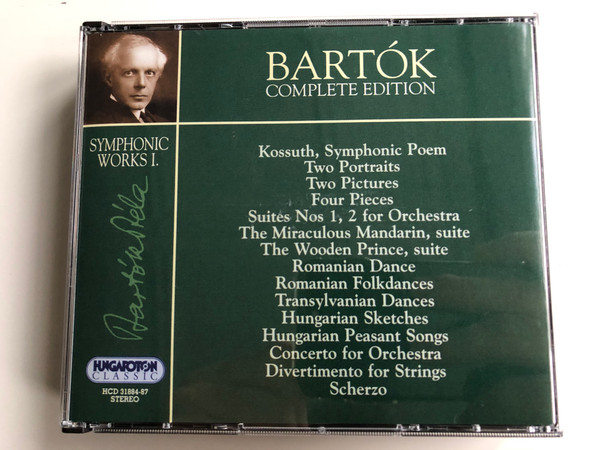 BARTÓK
COMPLETE EDITION
SYMPHONIC
WORKS I.
Bartók Béla
Kossuth, Symphonic Poem
Two Portraits
Two Pictures
Four Pieces
Suites Nos 1, 2 for Orchestra
The Miraculous Mandarin, suite
The Wooden Prince, suite
Romanian Dance
Romanian Folkdances
Transylvanian Dances
Hungarian Sketches
Hungarian Peasant Songs
Concerto for Orchestra
Divertimento for Strings
Scherzo
HUNGAROTON
CLASSIC
HCD 31884-87
STEREO